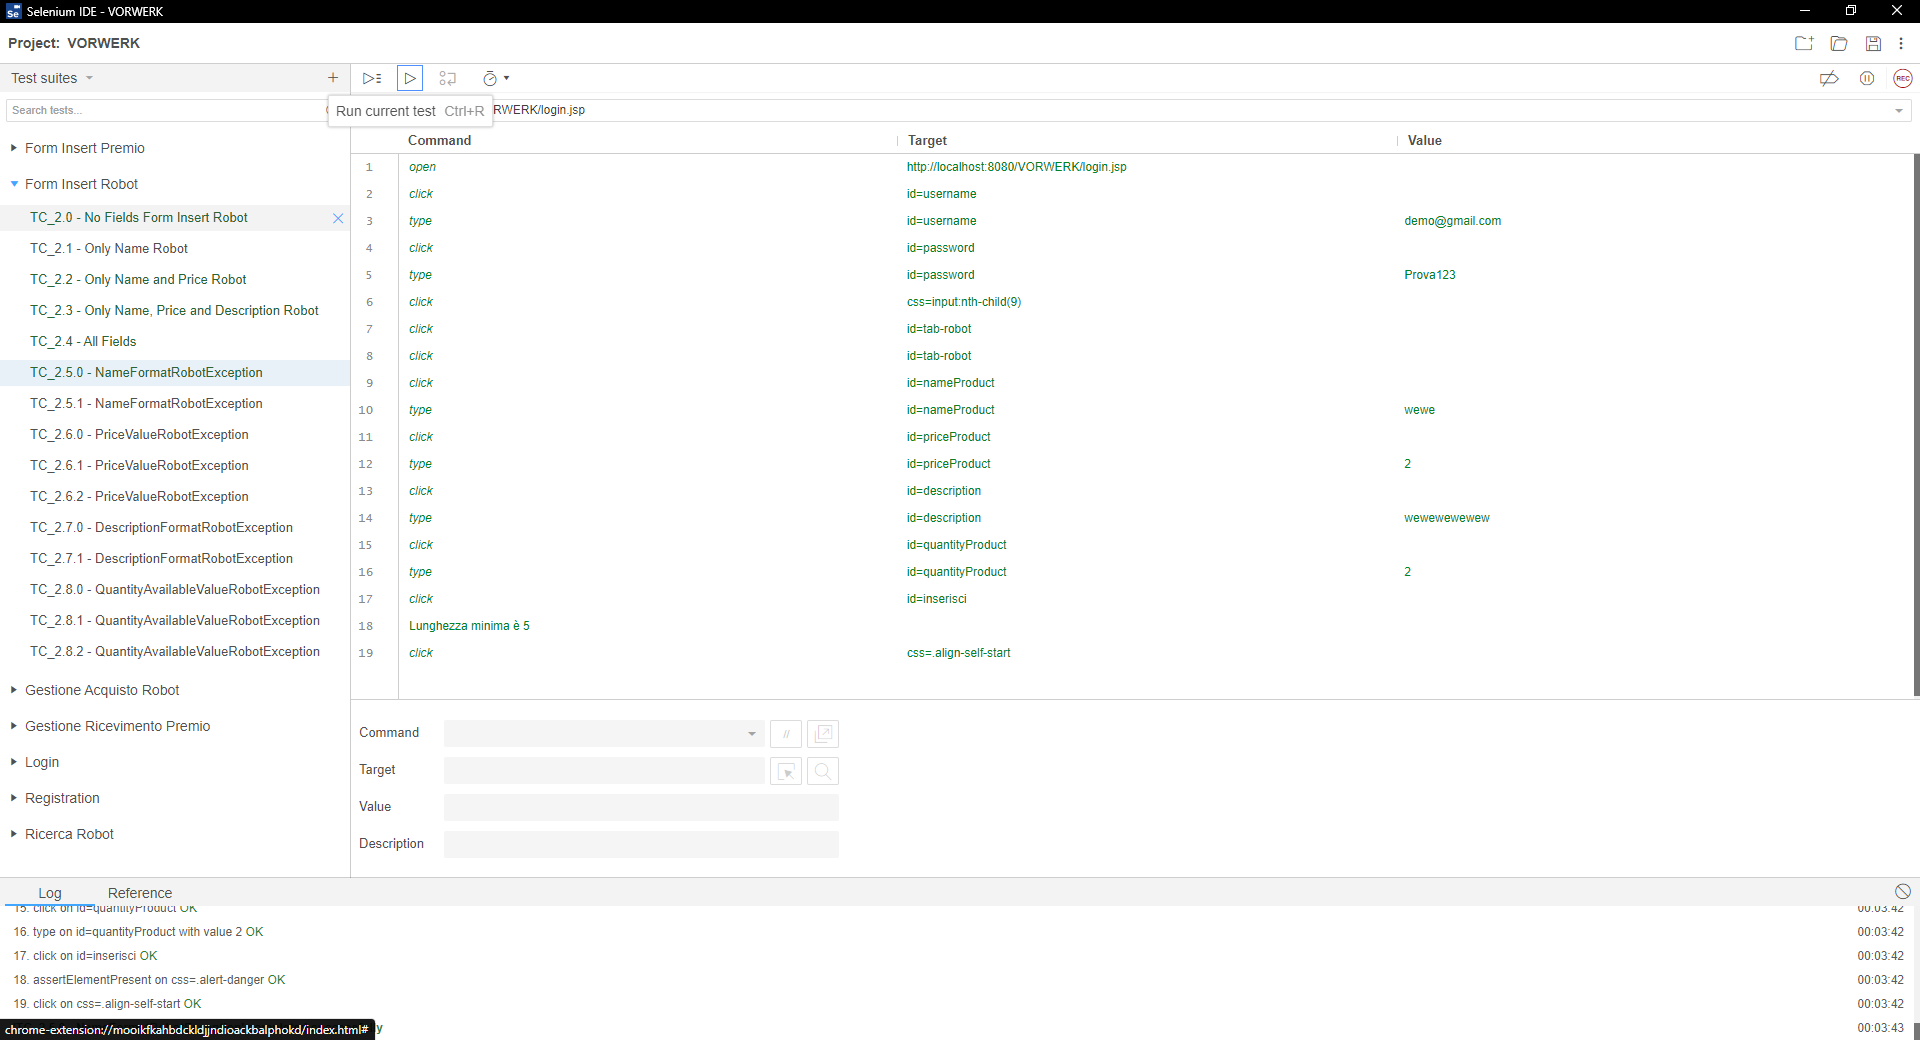 Selenium IDE - VORWERK
Project: VORWERK
Test suites
Search tests...
Run current test Ctrl+R
RWERK/login.jsp
Command Target Value
1 open http://localhost:8080/VORWERK/login.jsp
2 click id=username
3 type id=username demo@gmail.com
4 click id=password
5 type id=password Prova123
6 click css=input:nth-child(9)
7 click id=tab-robot
8 click id=tab-robot
9 click id=nameProduct
10 type id=nameProduct wewe
11 click id=priceProduct
12 type id=priceProduct 2
13 click id=description
14 type id=description wewewewewew
15 click id=quantityProduct
16 type id=quantityProduct 2
17 click id=inserisci
18 Lunghezza minima è 5
19 click css=.align-self-start
Form Insert Premio
Form Insert Robot
TC_2.0 - No Fields Form Insert Robot
TC_2.1 - Only Name Robot
TC_2.2 - Only Name and Price Robot
TC_2.3 - Only Name, Price and Description Robot
TC_2.4 - All Fields
TC_2.5.0 - NameFormatRobotException
TC_2.5.1 - NameFormatRobotException
TC_2.6.0 - PriceValueRobotException
TC_2.6.1 - PriceValueRobotException
TC_2.6.2 - PriceValueRobotException
TC_2.7.0 - DescriptionFormatRobotException
TC_2.7.1 - DescriptionFormatRobotException
TC_2.8.0 - QuantityAvailableValueRobotException
TC_2.8.1 - QuantityAvailableValueRobotException
TC_2.8.2 - QuantityAvailableValueRobotException
Gestione Acquisto Robot
Gestione Ricevimento Premio
Login
Registration
Ricerca Robot
REC
Command //
Target
Value
Description
Log Reference
15. click on id=quantityProduct OK 00:03:42
16. type on id=quantityProduct with value 2 OK 00:03:42
17. click on id=inserisci OK 00:03:42
18. assertElementPresent on css=.alert-danger OK 00:03:42
19. click on css=.align-self-start OK 00:03:42
chrome-extension://mooikfkahbdckldjjndioackbalphokd/index.html# y 00:03:43